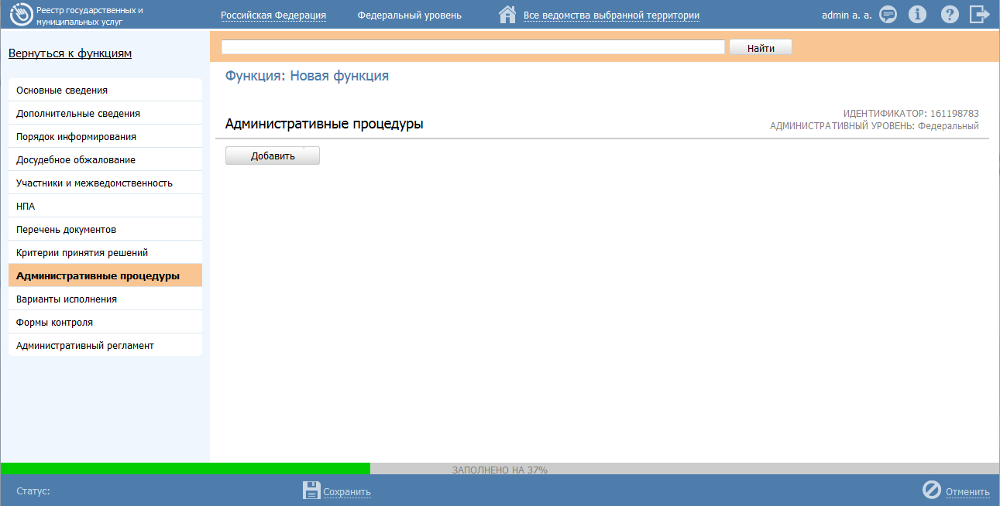 Реестр государственных и
муниципальных услуг
Российская Федерация
Федеральный уровень
Все ведомства выбранной территории
admin a. a.
Вернуться к функциям
Найти
Основные сведения
Дополнительные сведения
Порядок информирования
Досудебное обжалование
Участники и межведомственность
НПА
Перечень документов
Критерии принятия решений
Административные процедуры
Варианты исполнения
Формы контроля
Административный регламент
Функция: Новая функция
Административные процедуры
ИДЕНТИФИКАТОР: 161198783
АДМИНИСТРАТИВНЫЙ УРОВЕНЬ: Федеральный
Добавить
ЗАПОЛНЕНО НА 37%
Статус:
Сохранить
Отменить